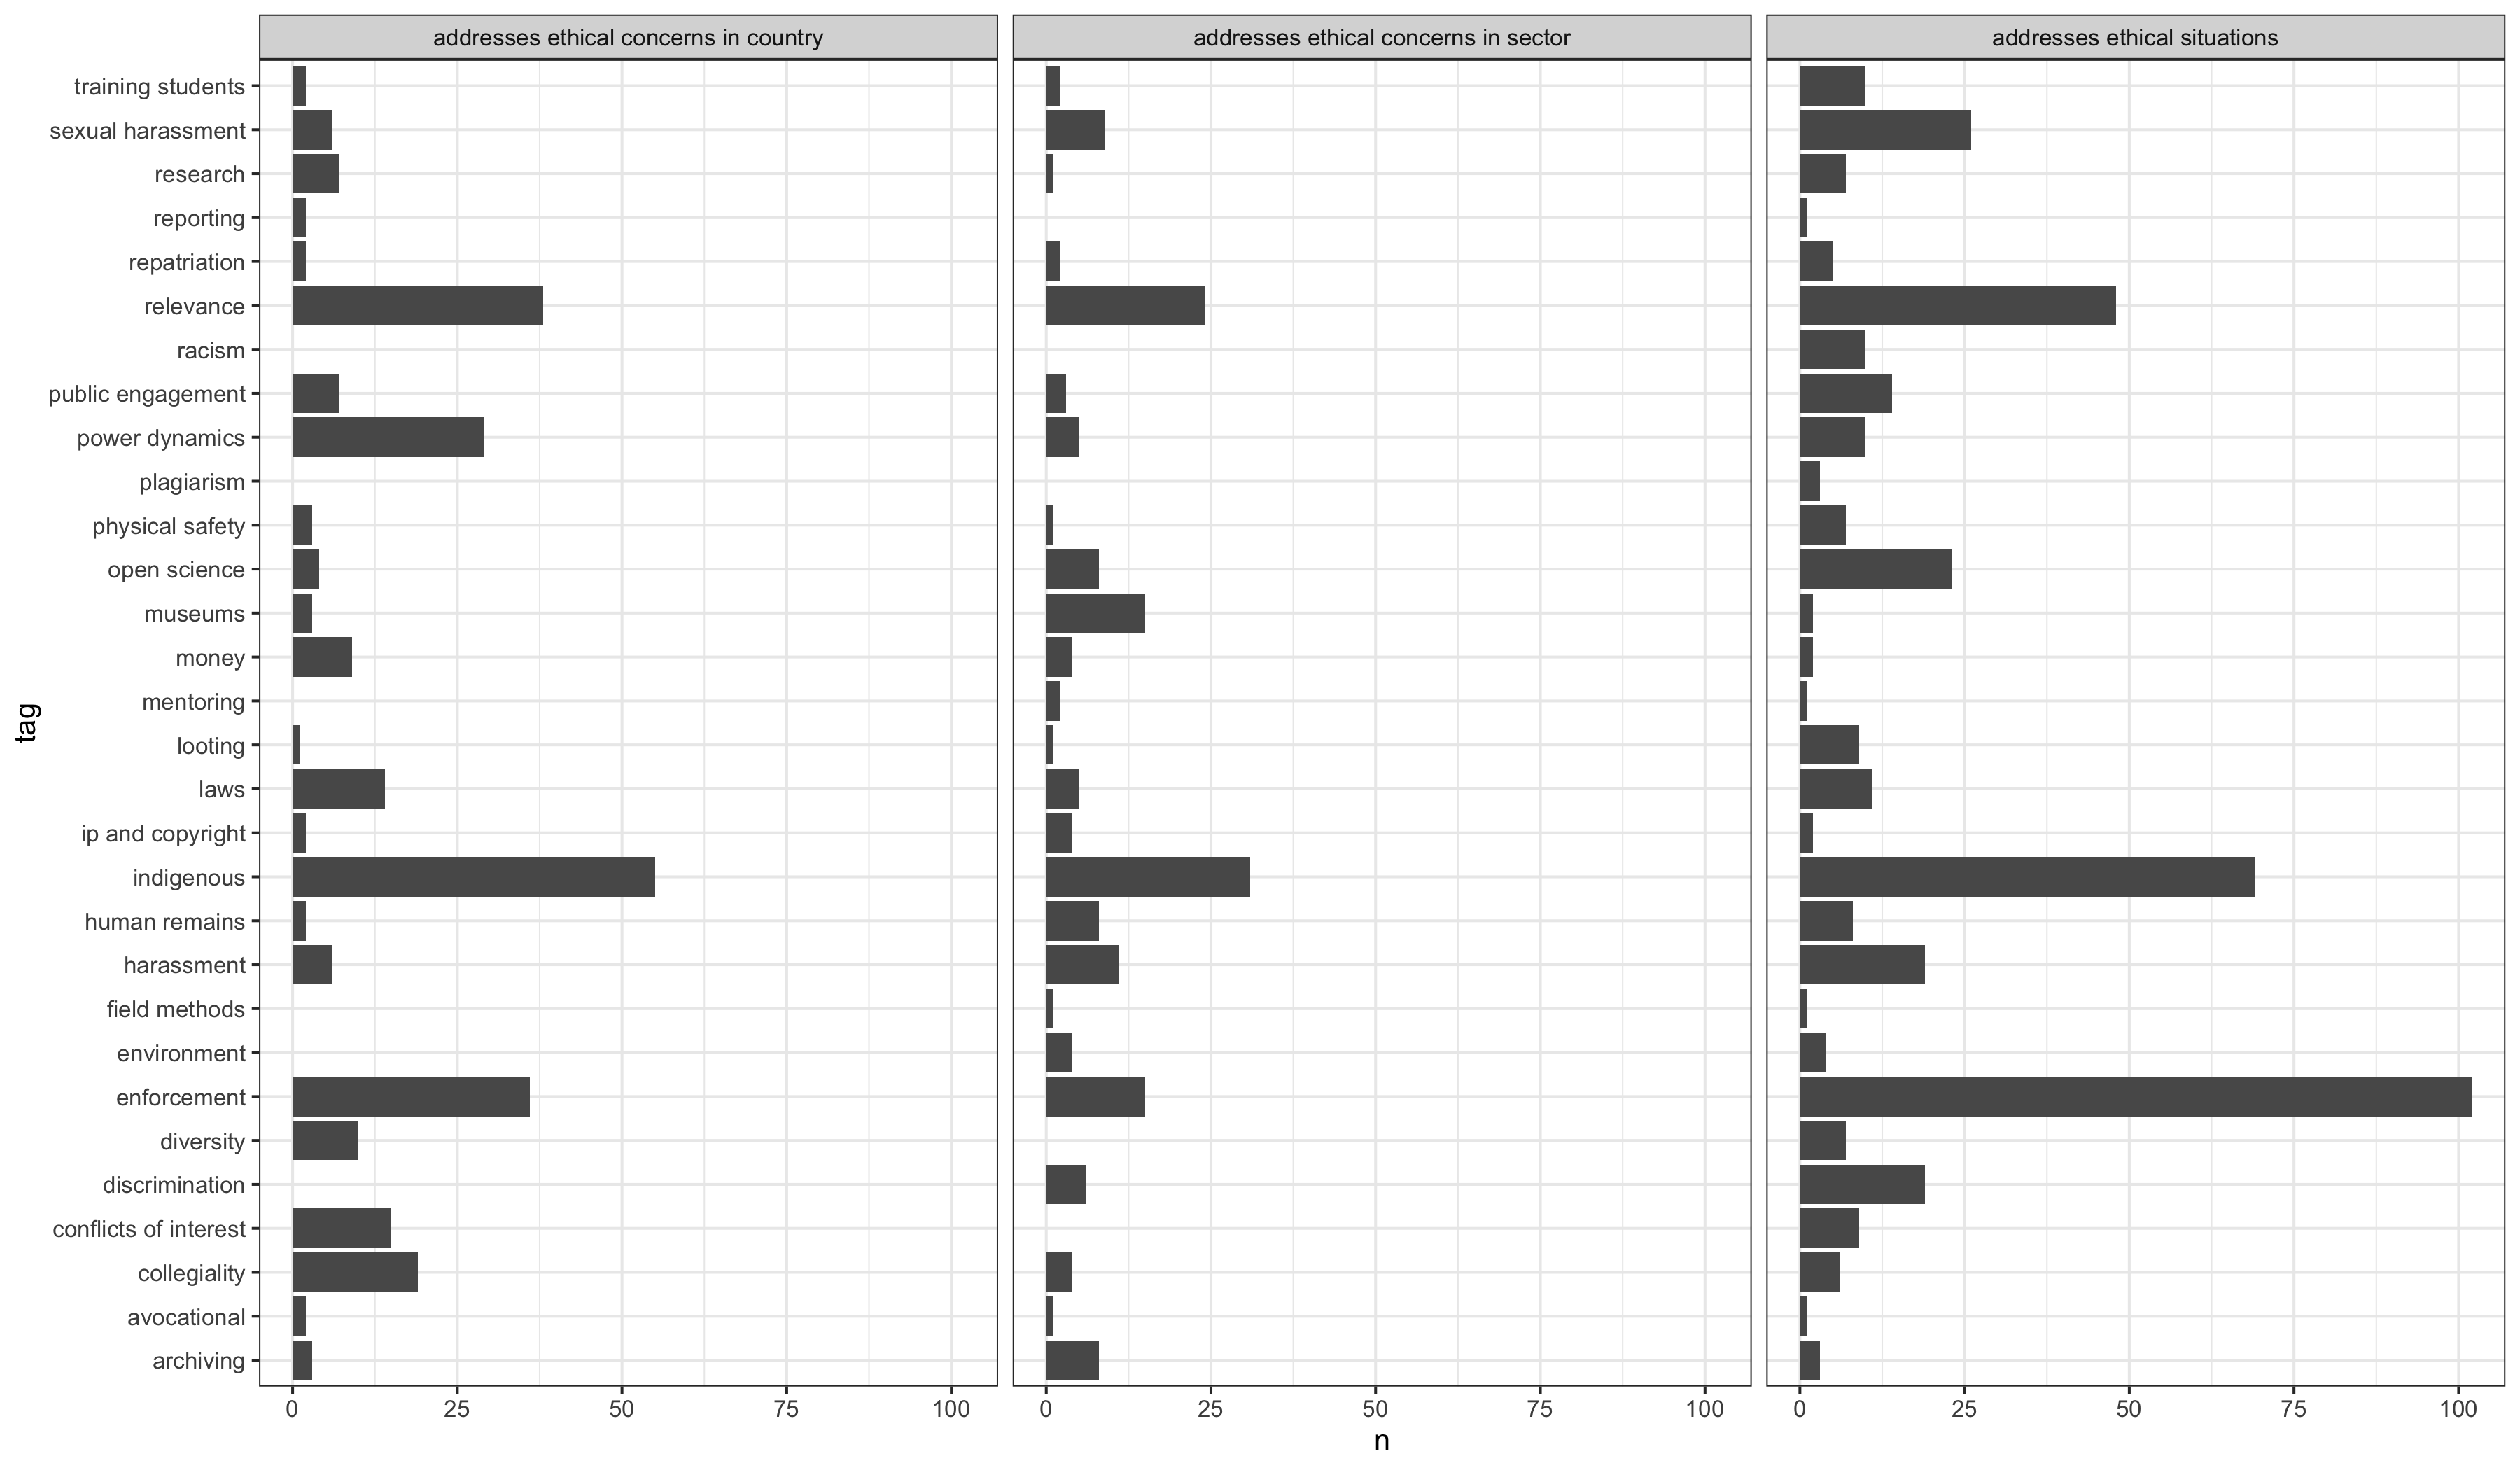 addresses ethical concerns in country
addresses ethical concerns in sector
addresses ethical situations
tag
training students
sexual harassment
research
reporting
repatriation
relevance
racism
public engagement
power dynamics
plagiarism
physical safety
open science
museums
money
mentoring
looting
laws
ip and copyright
indigenous
human remains
harassment
field methods
environment
enforcement
diversity
discrimination
conflicts of interest
collegiality
avocational
archiving
0 25 50 75 100
0 25 50 75 100
0 25 50 75 100
n